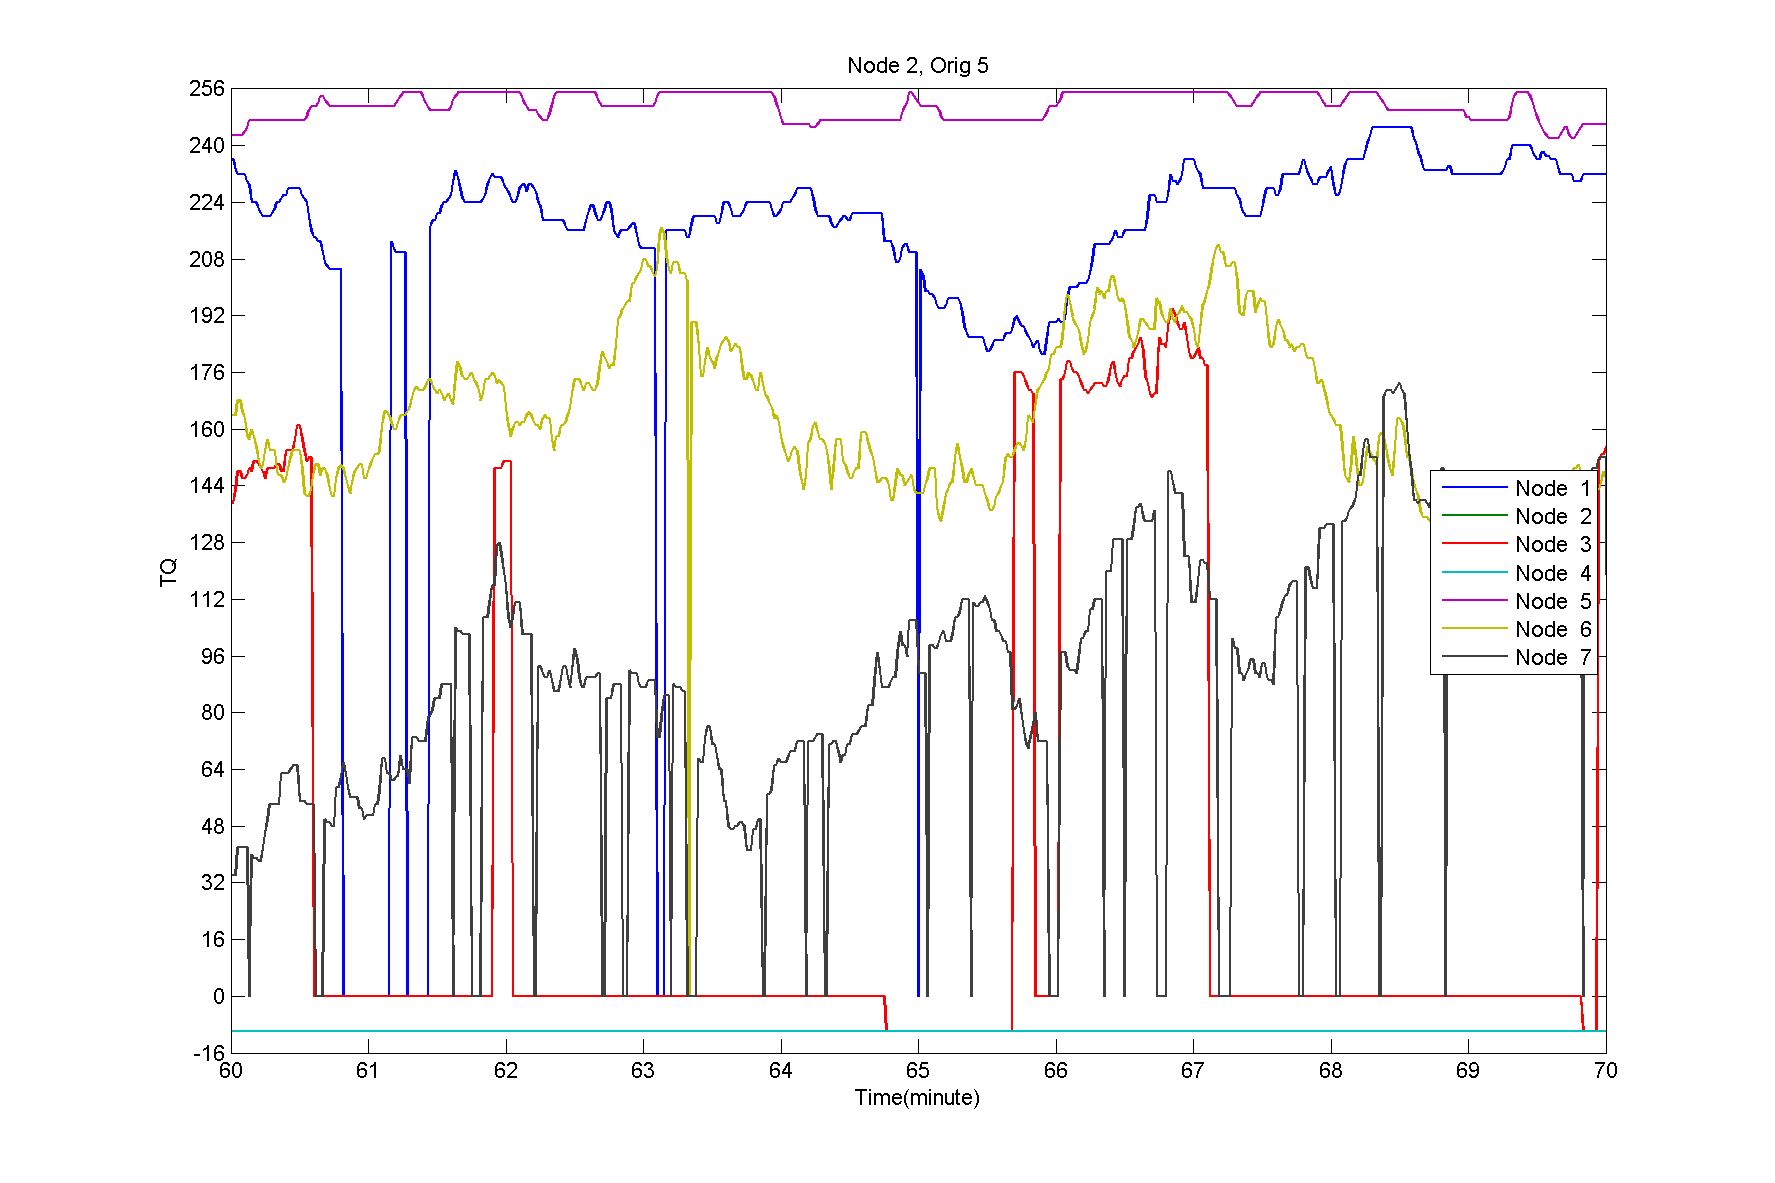 Node 2, Orig 5
256
240
224
208
192
176
160
144
128
112
96
80
64
48
32
16
0
-16
TQ
Node 1
Node 2
Node 3
Node 4
Node 5
Node 6
Node 7
60 61 62 63 64 65 66 67 68 69 70
Time(minute)